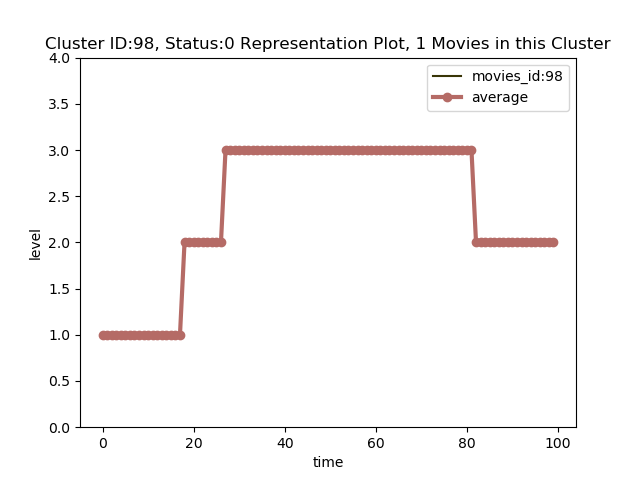 Cluster ID:98, Status:0 Representation Plot, 1 Movies in this Cluster
movies_id:98
average
4.0
3.5
3.0
2.5
2.0
1.5
1.0
0.5
0.0
level
0 20 40 60 80 100
time